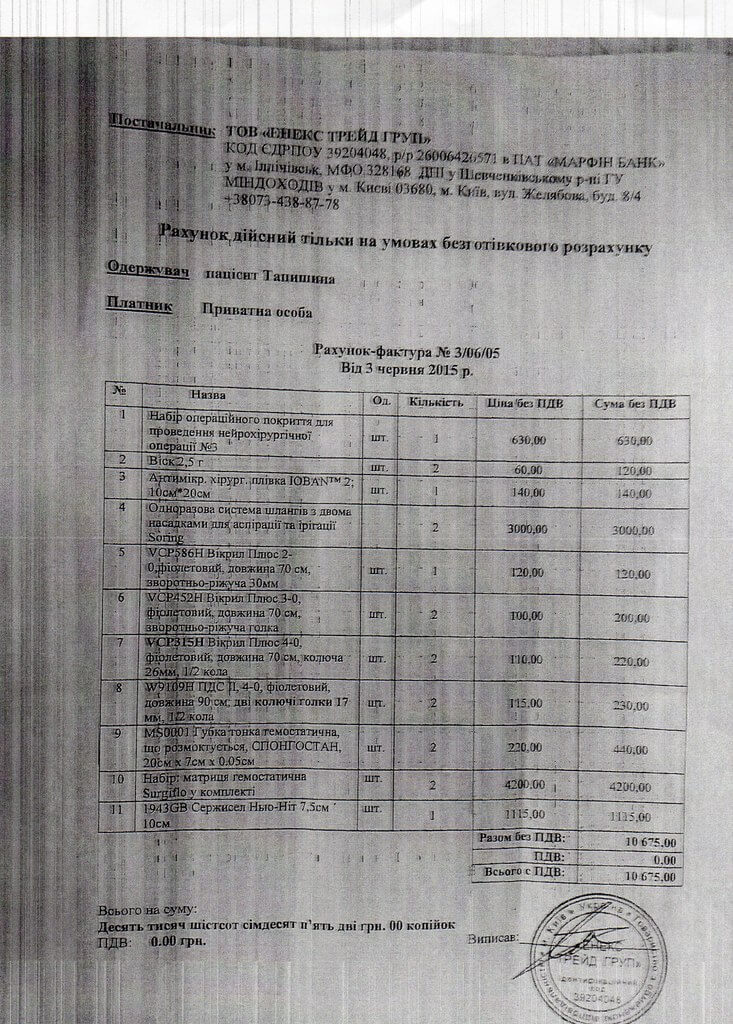 Постачальник ТОВ «ЕНЕКС ТРЕЙД ГРУП»
КОД ЄДРПОУ 39204048, р/р 26006426571 в ПАТ «МАРФІН БАНК»
у м. Іллічівськ, МФО 328168 ДПІ у Шевченківському р-ні ГУ
МІНДОХОДІВ у м. Києві 03680, м. Київ, вул. Желябова, буд. 8/4
+38073-438-87-78
Рахунок дійсний тільки на умовах безготівкового розрахунку
Одержувач пацієнт Тапишина
Платник Приватна особа
Рахунок-фактура № 3/06/05
Від 3 червня 2015 р.
№ Назва Од. Кількість Ціна без ПДВ Сума без ПДВ
1 Набір операційного покриття для
проведення нейрохірургічної
операції №3 шт. 1 630,00 630,00
2 Віск 2,5 г шт. 2 60,00 120,00
3 Антимікр. хірург. плівка IOBAN™ 2;
10см*20см шт. 1 140,00 140,00
4 Одноразова система шлангів з двома
насадками для аспірації та іригації
Soring 2 3000,00 3000,00
5 VCP586H Вікрил Плюс 2-
0,фіолетовий, довжина 70 см,
зворотньо-ріжуча 30мм шт. 1 120,00 120,00
6 VCP452H Вікрил Плюс 3-0,
фіолетовий, довжина 70 см,
зворотньо-ріжуча голка шт. 2 100,00 200,00
7 VCP315H Вікрил Плюс 4-0,
фіолетовий, довжина 70 см, колюча
26мм, 1/2 кола шт. 2 110,00 220,00
8 W9109H ПДС II, 4-0, фіолетовий,
довжина 90 см; дві колючі голки 17
мм, 1/2 кола шт. 2 115,00 230,00
9 MS0001 Губка тонка гемостатична,
що розмоктується, СПОНГОСТАН,
20см x 7см x 0.05см шт. 2 220,00 440,00
10 Набір: матриця гемостатична
Surgiflo у комплекті шт. 2 4200,00 4200,00
11 1943GB Сержисел Нью-Ніт 7,5см
10см шт. 1 1115,00 1115,00
Разом без ПДВ: 10 675,00
ПДВ: 0,00
Всього с ПДВ: 10 675,00
Всього на суму:
Десять тисяч шістсот сімдесят п'ять дві грн. 00 копійок
ПДВ: 0.00 грн.
Виписав:
ЕНЕКС
ТРЕЙД ГРУП»
Ідентифікаційний
код
39204048